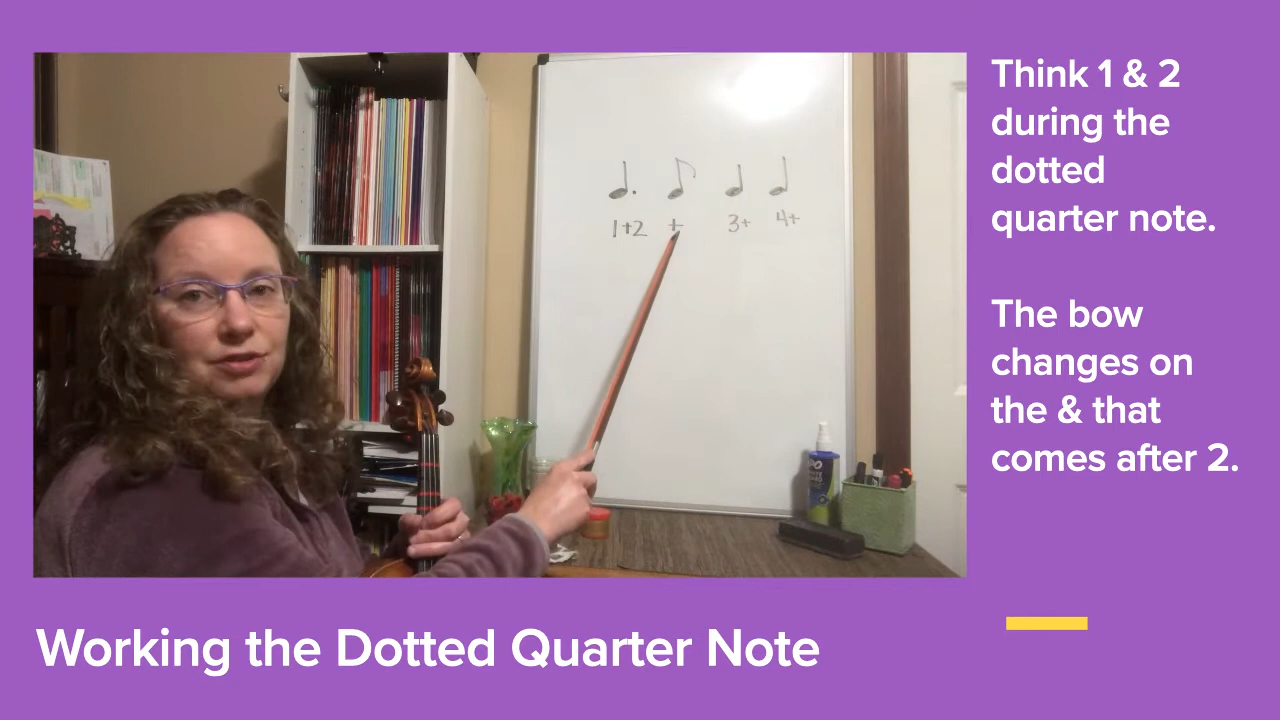 Think 1 & 2
during the
dotted
quarter note.
The bow
changes on
the & that
comes after 2.
1+2 + 3+ 4+
Working the Dotted Quarter Note